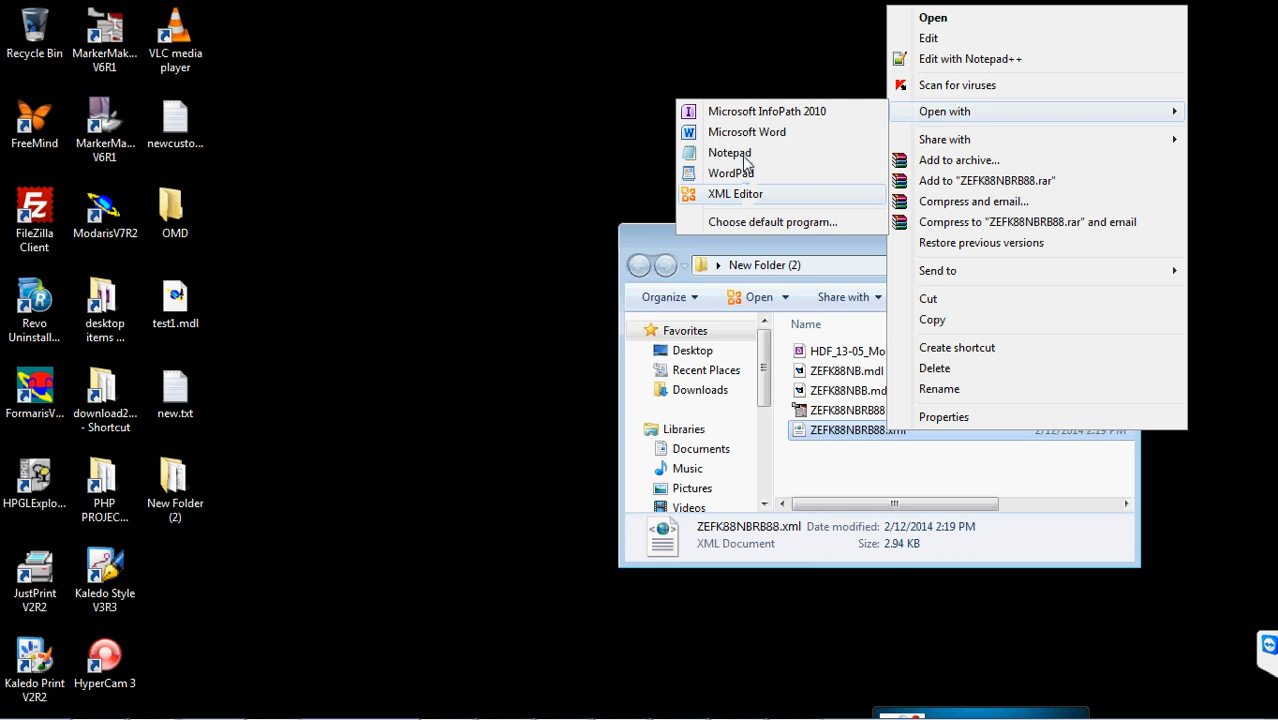 Recycle Bin
MarkerMak... V6R1
VLC media player
FreeMind
MarkerMa... V6R1
newcusto...
FileZilla Client
ModarisV7R2
OMD
Revo Uninstall...
desktop items ...
test1.mdl
FormarisV...
download2... - Shortcut
new.txt
HPGLExplo...
PHP PROJEC...
New Folder (2)
JustPrint V2R2
Kaledo Style V3R3
Kaledo Print V2R2
HyperCam 3
Microsoft InfoPath 2010
Microsoft Word
Notepad
WordPad
XML Editor
Choose default program...
Open
Edit
Edit with Notepad++
Scan for viruses
Open with
Share with
Add to archive...
Add to "ZEFK88NBRB88.rar"
Compress and email...
Compress to "ZEFK88NBRB88.rar" and email
Restore previous versions
Send to
Cut
Copy
Create shortcut
Delete
Rename
Properties
New Folder (2)
Organize
Open
Share with
Favorites
Desktop
Recent Places
Downloads
Libraries
Documents
Music
Pictures
Videos
Name
HDF_13-05_Mo
ZEFK88NB.mdl
ZEFK88NBB.md
ZEFK88NBRB88
ZEFK88NBRB88.xml
2/12/2014 2:19 PM
ZEFK88NBRB88.xml Date modified: 2/12/2014 2:19 PM
XML Document Size: 2.94 KB